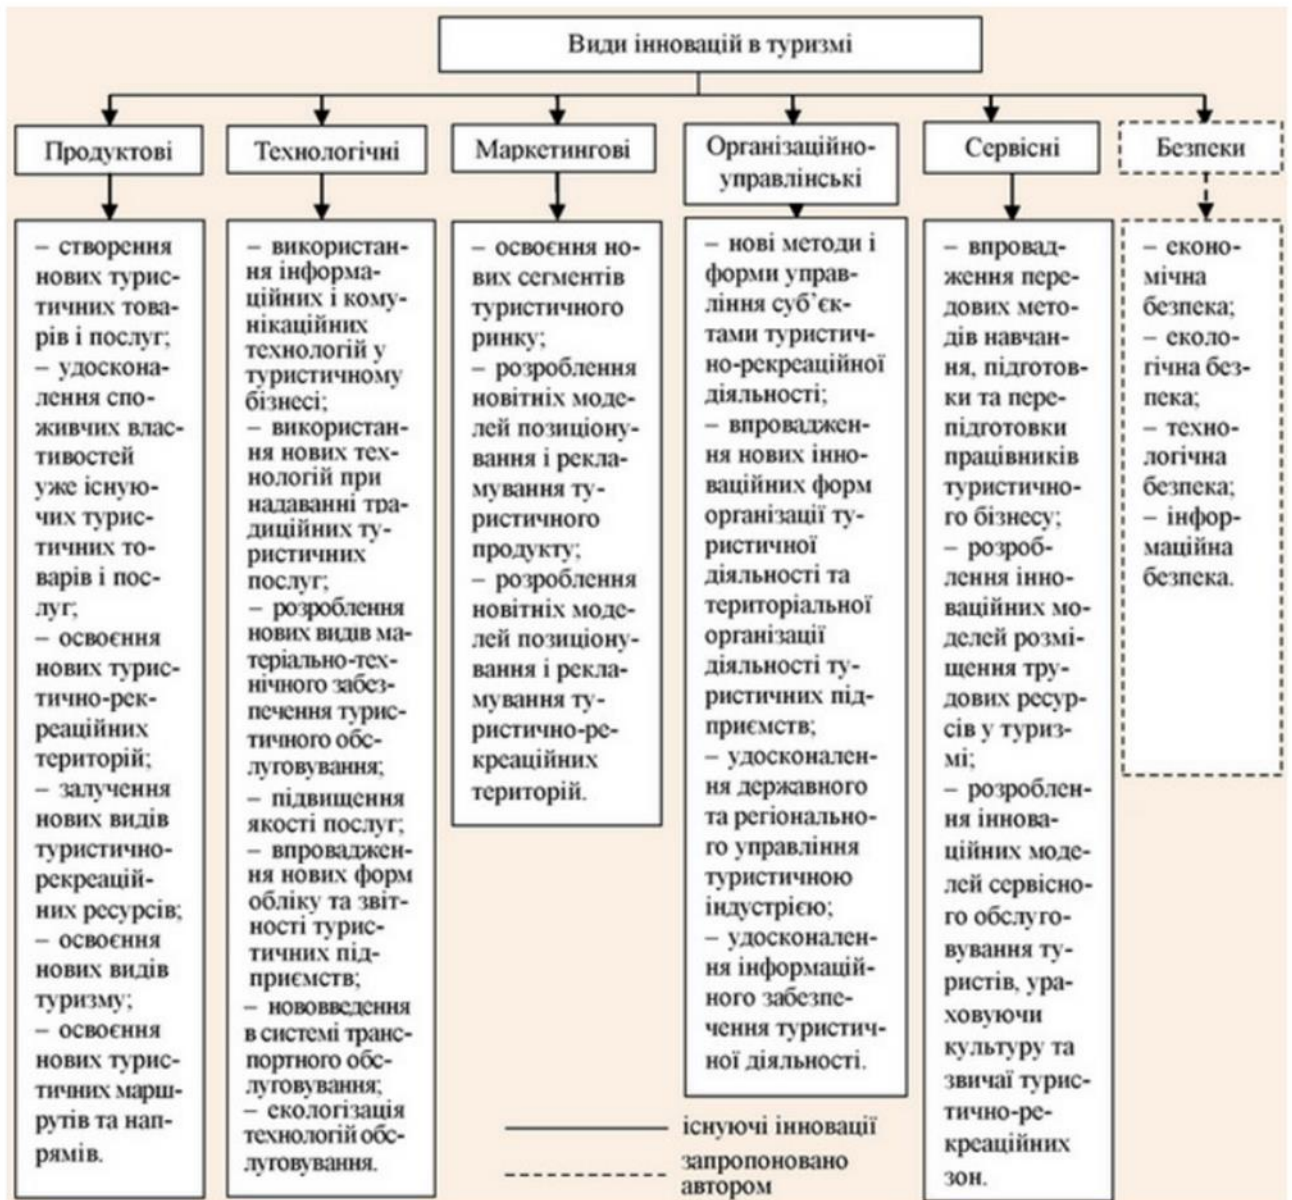 Види інновацій в туризмі
Продуктові
Технологічні
Маркетингові
Організаційно-
управлінські
Сервісні
Безпеки
– створення
нових турис-
тичних това-
рів і послуг;
– удоскона-
лення спо-
живчих влас-
тивостей
уже існую-
чих турис-
тичних то-
варів і пос-
луг;
– освоєння
нових турис-
тично-рек-
реаційних
територій;
– залучення
нових видів
туристично-
рекреацій-
них ресурсів;
– освоєння
нових видів
туризму;
– освоєння
нових турис-
тичних марш-
рутів та нап-
рямів.
– використан-
ня інформа-
ційних і кому-
нікаційних
технологій у
туристичному
бізнесі;
– використан-
ня нових тех-
нологій при
надаванні тра-
диційних ту-
ристичних
послуг;
– розроблення
нових видів ма-
теріально-тех-
нічного забез-
печення турис-
тичного обс-
луговування;
– підвищення
якості послуг;
– впроваджен-
ня нових форм
обліку та звіт-
ності турис-
тичних під-
приємств;
– нововведення
в системі транс-
портного обс-
луговування;
– екологізація
технологій обс-
луговування.
– освоєння но-
вих сегментів
туристичного
ринку;
– розроблення
новітніх моде-
лей позиціону-
вання і рекла-
мування ту-
ристичного
продукту;
– розроблення
новітніх моде-
лей позиціону-
вання і рекла-
мування ту-
ристично-ре-
креаційних
територій.
– нові методи і
форми управ-
ління суб’єк-
тами туристич-
но-рекреаційної
діяльності;
– впроваджен-
ня нових інно-
ваційних форм
організації ту-
ристичної
діяльності та
територіальної
організації
діяльності ту-
ристичних під-
приємств;
– удосконален-
ня державного
та регіонально-
го управління
туристичною
індустрією;
– удосконален-
ня інформацій-
ного забезпе-
чення туристич-
ної діяльності.
– впровад-
ження пере-
дових мето-
дів навчан-
ня, підготов-
ки та пере-
підготовки
працівників
туристично-
го бізнесу;
– розроб-
лення інно-
ваційних мо-
делей розмі-
щення тру-
дових ресур-
сів у туриз-
мі;
– розроблен-
ня іннова-
ційних моде-
лей сервісно-
го обслуго-
вування ту-
ристів, ура-
ховуючи
культуру та
звичаї турис-
тично-ре-
креаційних
зон.
– еконо-
мічна
безпека;
– еколо-
гічна без-
пека;
– техно-
логічна
безпека;
– інфор-
маційна
безпека.
існуючі інновації
запропоновано
автором